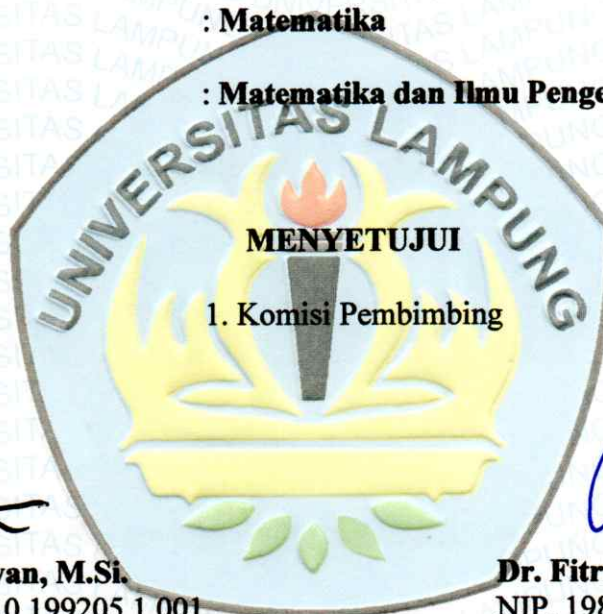 : Matematika
: Matematika dan Ilmu Penge
UNIVERSITAS LAMPUNG
MENYETUJUI
1. Komisi Pembimbing
van, M.Si. Dr. Fitr
0 199205 1 001 NIP. 198